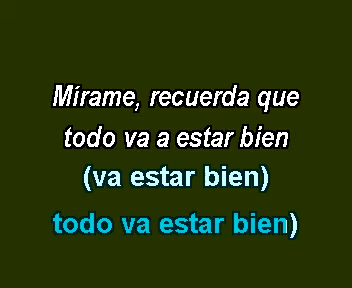 Mírame, recuerda que
todo va a estar bien
(va estar bien)
todo va estar bien)